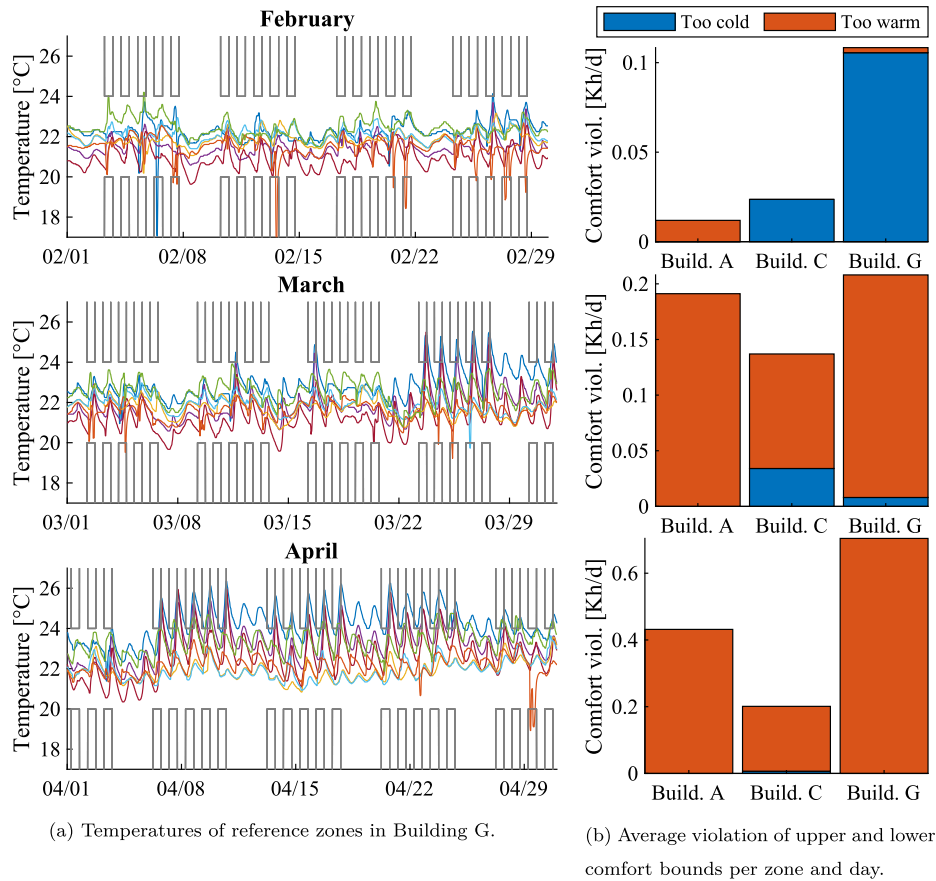 February
Temperature [°C]
26
24
22
20
18
02/01 02/08 02/15 02/22 02/29
March
Temperature [°C]
26
24
22
20
18
03/01 03/08 03/15 03/22 03/29
April
Temperature [°C]
26
24
22
20
18
04/01 04/08 04/15 04/22 04/29
(a) Temperatures of reference zones in Building G.
Too cold Too warm
Comfort viol. [Kh/d]
0.1
0.05
0
Build. A Build. C Build. G
Comfort viol. [Kh/d]
0.2
0.15
0.1
0.05
0
Build. A Build. C Build. G
Comfort viol. [Kh/d]
0.6
0.4
0.2
0
Build. A Build. C Build. G
(b) Average violation of upper and lower
comfort bounds per zone and day.